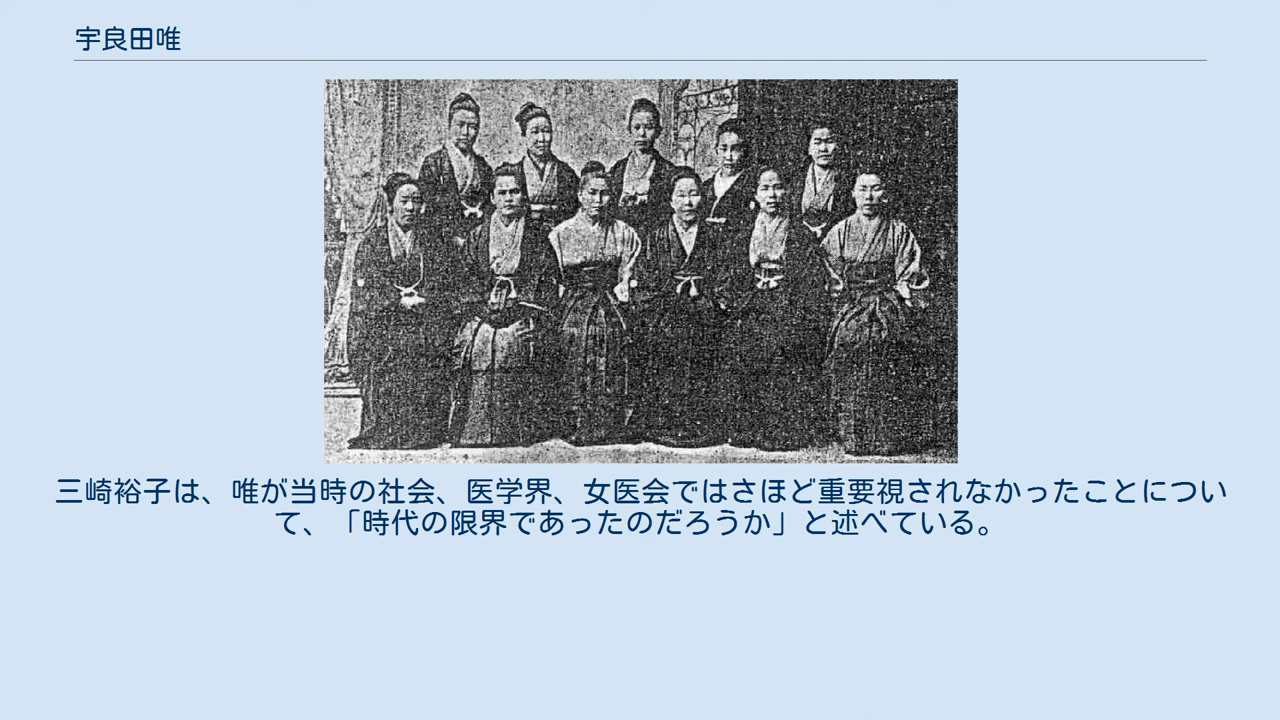 宇良田唯
三崎裕子は、唯が当時の社会、医学界、女医会ではさほど重要視されなかったことについ
て、「時代の限界であったのだろうか」と述べている。